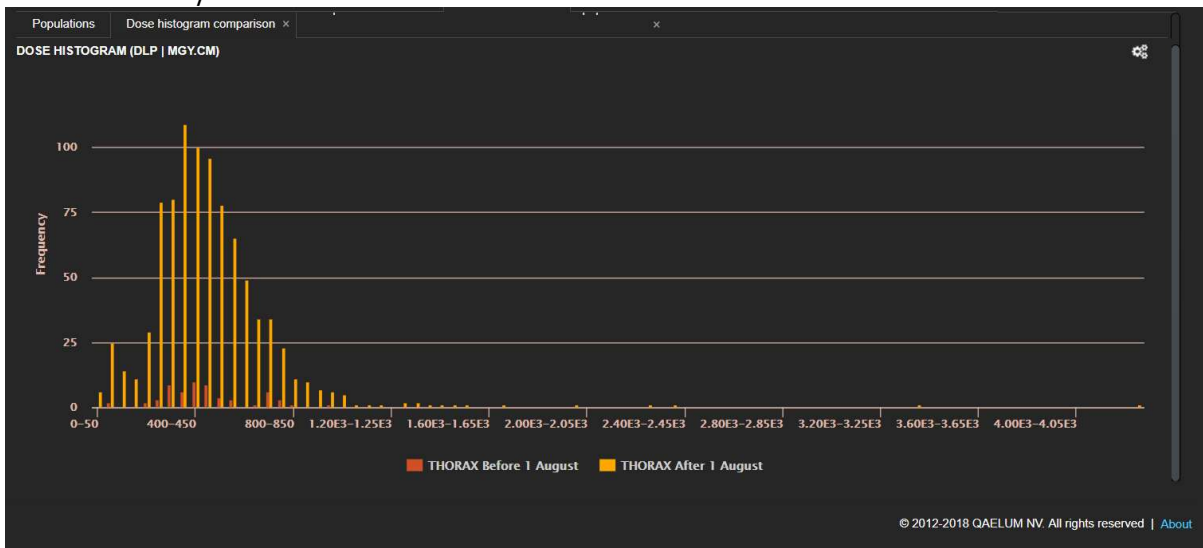 Populations Dose histogram comparison × ×
DOSE HISTOGRAM (DLP | MGY.CM)
100
75
50
25
0
Frequency
0-50 400-450 800-850 1.20E3-1.25E3 1.60E3-1.65E3 2.00E3-2.05E3 2.40E3-2.45E3 2.80E3-2.85E3 3.20E3-3.25E3 3.60E3-3.65E3 4.00E3-4.05E3
THORAX Before 1 August THORAX After 1 August
© 2012-2018 QAELUM NV. All rights reserved | About